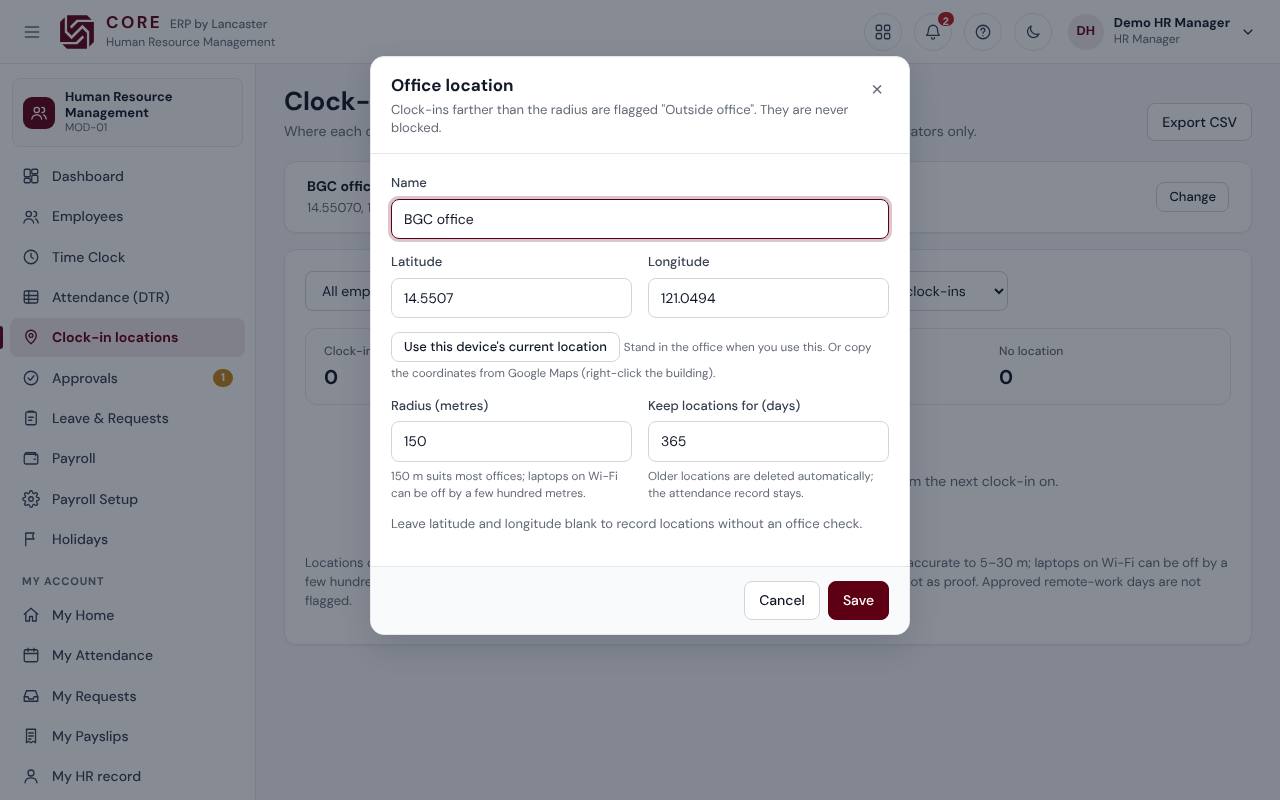 CORE ERP by Lancaster
Human Resource Management
2
DH
Demo HR Manager
HR Manager
Human Resource
Management
MOD-01
Dashboard
Employees
Time Clock
Attendance (DTR)
Clock-in locations
Approvals 1
Leave & Requests
Payroll
Payroll Setup
Holidays
MY ACCOUNT
My Home
My Attendance
My Requests
My Payslips
My HR record
Clock-
Where each
Export CSV
BGC offic
14.55070, 1
Change
All emp
clock-ins
Clock-in
0
No location
0
m the next clock-in on.
Locations
accurate to 5–30 m; laptops on Wi-Fi can be off by a
few hundre
ot as proof. Approved remote-work days are not
flagged.
Office location
×
Clock-ins farther than the radius are flagged "Outside office". They are never
blocked.
Name
BGC office
Latitude Longitude
14.5507 121.0494
Use this device's current location Stand in the office when you use this. Or copy
the coordinates from Google Maps (right-click the building).
Radius (metres) Keep locations for (days)
150 365
150 m suits most offices; laptops on Wi-Fi
can be off by a few hundred metres.
Older locations are deleted automatically;
the attendance record stays.
Leave latitude and longitude blank to record locations without an office check.
Cancel Save